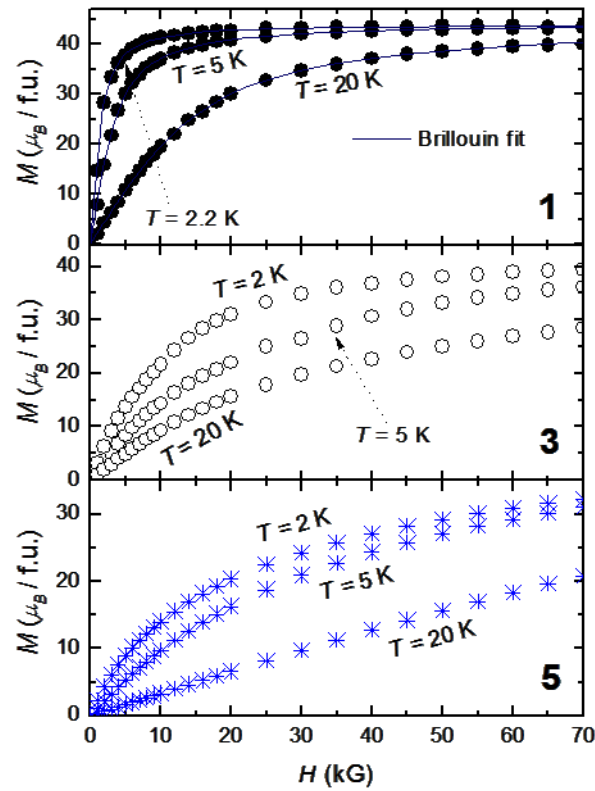 40
30
20
10
0
M (μB / f.u.)
T = 5 K
T = 20 K
Brillouin fit
T = 2.2 K
1
40
30
20
10
0
M (μB / f.u.)
T = 2 K
T = 20 K
T = 5 K
3
30
20
10
0
M (μB / f.u.)
T = 2 K
T = 5 K
T = 20 K
5
0 10 20 30 40 50 60 70
H (kG)